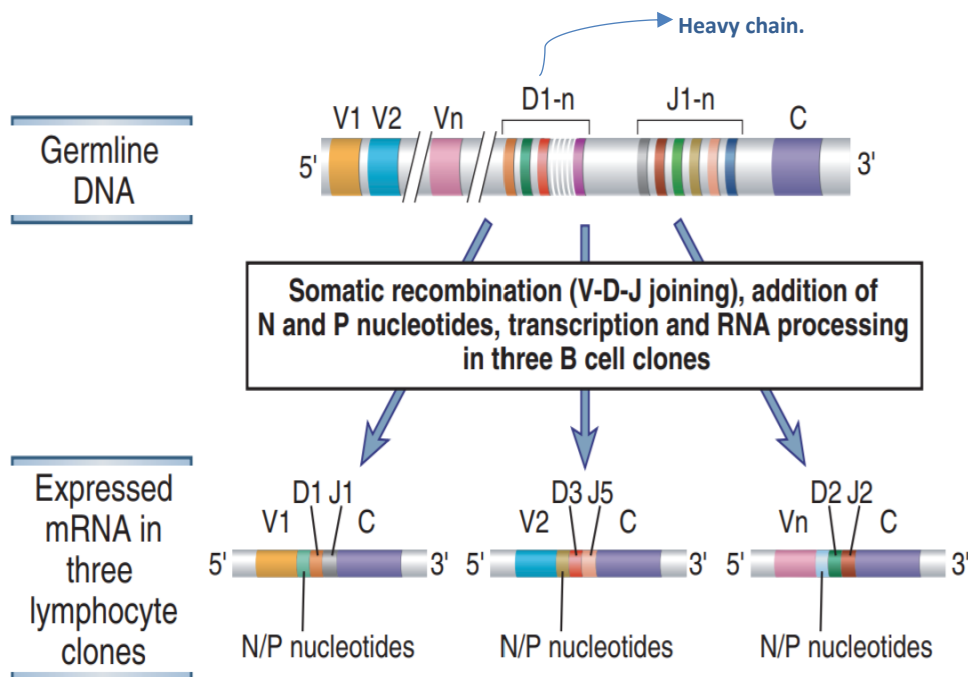 Heavy chain.
D1-n
J1-n
V1 V2 Vn C
Germline
DNA
5'
3'
Somatic recombination (V-D-J joining), addition of
N and P nucleotides, transcription and RNA processing
in three B cell clones
Expressed
mRNA in
three
lymphocyte
clones
D1 J1
V1 C
5' 3'
N/P nucleotides
D3 J5
V2 C
5' 3'
N/P nucleotides
D2 J2
Vn C
5' 3'
N/P nucleotides